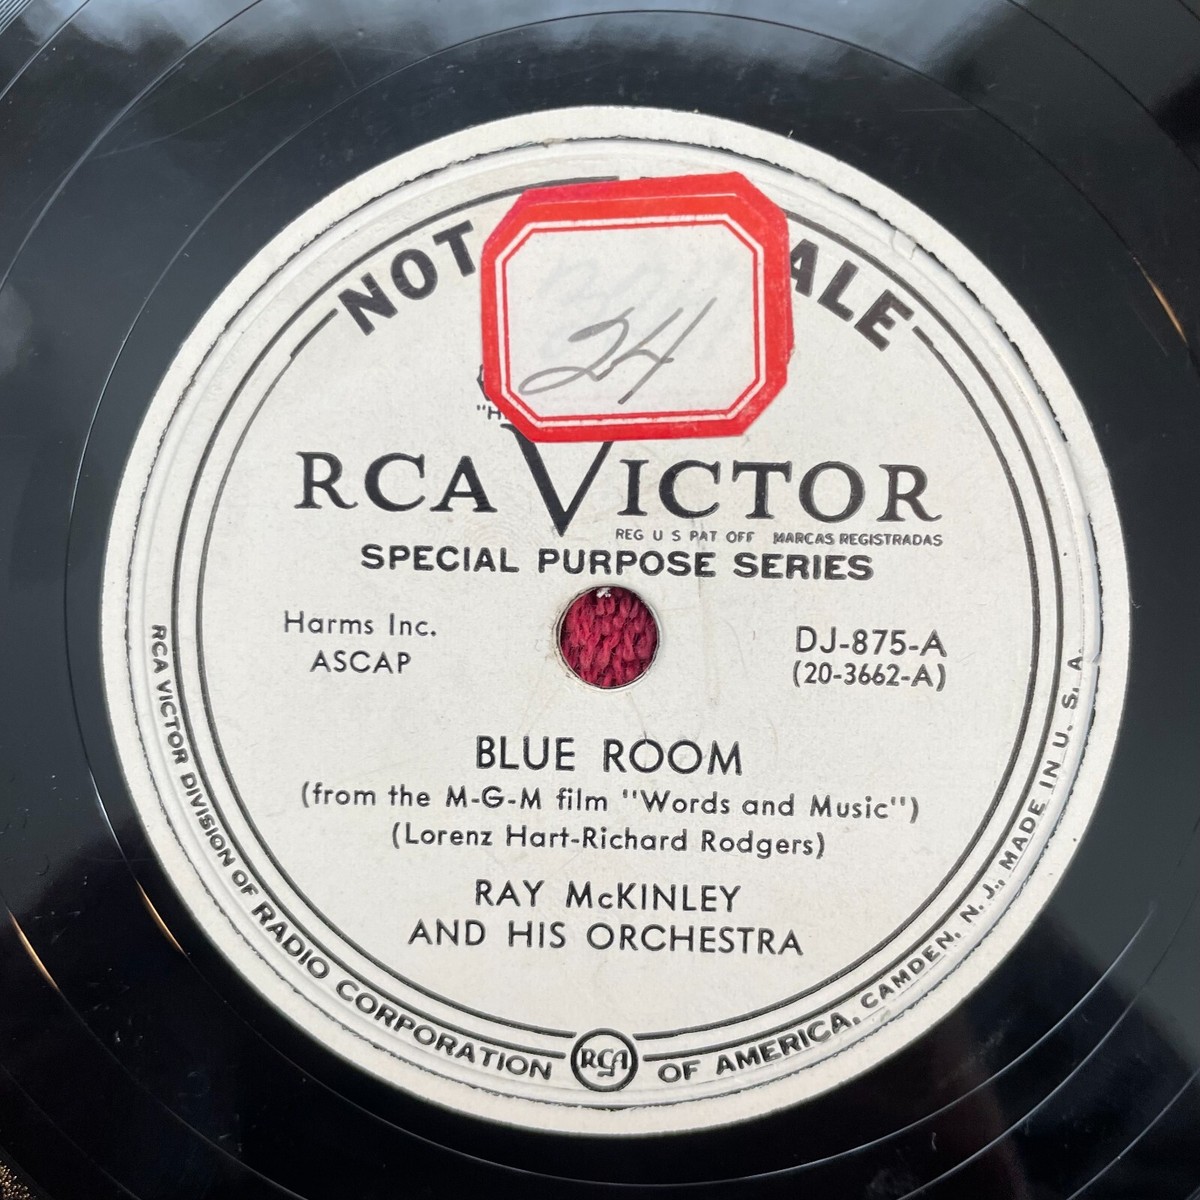 NOT ALE
24
"H
RCA VICTOR
REG U S PAT OFF MARCAS REGISTRADAS
SPECIAL PURPOSE SERIES
Harms Inc.
ASCAP
DJ-875-A
(20-3662-A)
BLUE ROOM
(from the M-G-M film "Words and Music")
(Lorenz Hart-Richard Rodgers)
RAY McKINLEY
AND HIS ORCHESTRA
RCA VICTOR DIVISION OF RADIO CORPORATION RCA OF AMERICA, CAMDEN, N. J., MADE IN U. S. A.